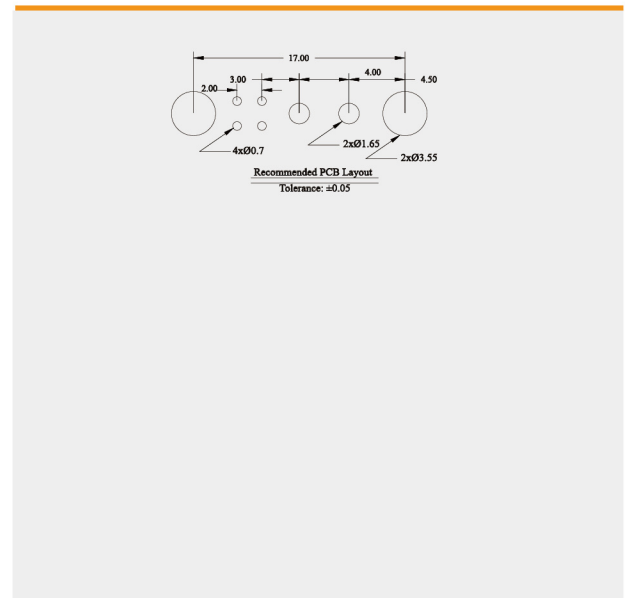 17.00
3.00
4.00
4.50
2.00
4xØ0.7
2xØ1.65
2xØ3.55
Recommended PCB Layout
Tolerance: ±0.05